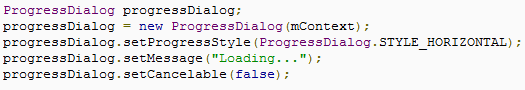 ProgressDialog progressDialog;
progressDialog = new ProgressDialog(mContext);
progressDialog.setProgressStyle(ProgressDialog.STYLE_HORIZONTAL);
progressDialog.setMessage("Loading...");
progressDialog.setCancelable(false);